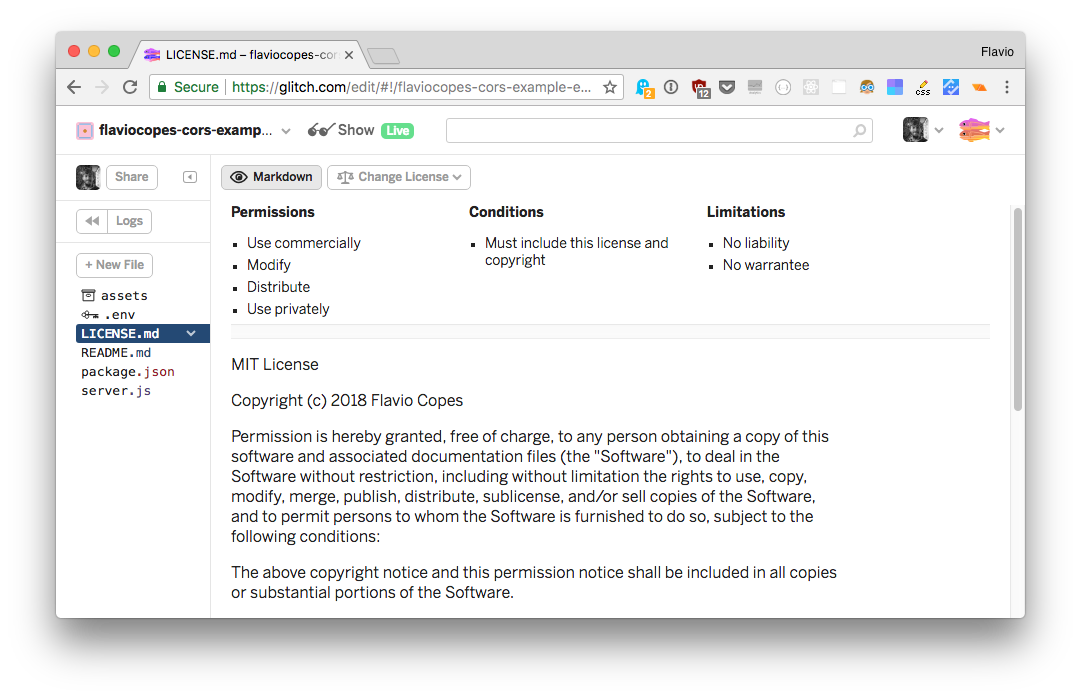 LICENSE.md – flaviocopes-cor
Flavio
Secure https://glitch.com/edit/#!/flaviocopes-cors-example-e...
2
12
css
flaviocopes-cors-examp...
Show Live
Share
Markdown
Change License
Logs
+ New File
assets
.env
LICENSE.md
README.md
package.json
server.js
Permissions
Use commercially
Modify
Distribute
Use privately
Conditions
Must include this license and
copyright
Limitations
No liability
No warrantee
MIT License
Copyright (c) 2018 Flavio Copes
Permission is hereby granted, free of charge, to any person obtaining a copy of this
software and associated documentation files (the "Software"), to deal in the
Software without restriction, including without limitation the rights to use, copy,
modify, merge, publish, distribute, sublicense, and/or sell copies of the Software,
and to permit persons to whom the Software is furnished to do so, subject to the
following conditions:
The above copyright notice and this permission notice shall be included in all copies
or substantial portions of the Software.